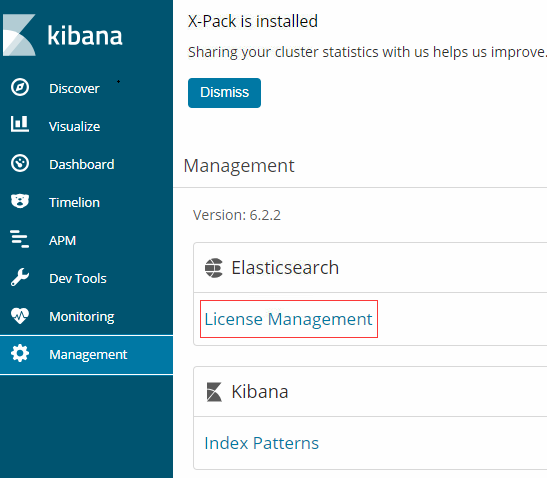 kibana
Discover
Visualize
Dashboard
Timelion
APM
Dev Tools
Monitoring
Management
X-Pack is installed
Sharing your cluster statistics with us helps us improve.
Dismiss
Management
Version: 6.2.2
Elasticsearch
License Management
Kibana
Index Patterns